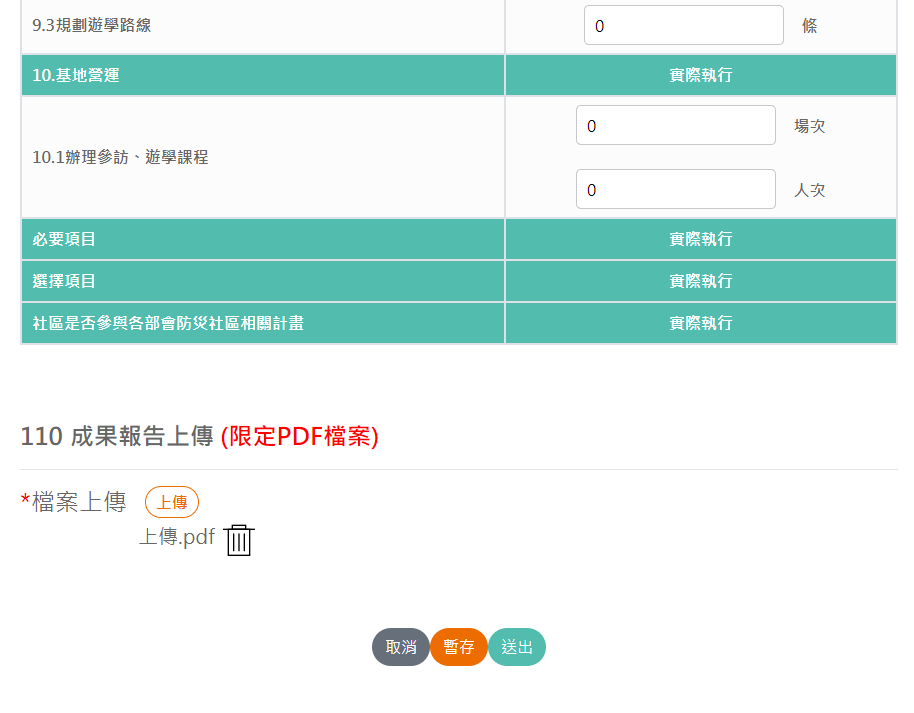 9.3規劃遊學路線 0 條
10.基地營運 實際執行
0 場次
10.1辦理參訪、遊學課程
0 人次
必要項目 實際執行
選擇項目 實際執行
社區是否參與各部會防災社區相關計畫 實際執行
110 成果報告上傳 (限定PDF檔案)
*檔案上傳 上傳
上傳.pdf
取消 暫存 送出